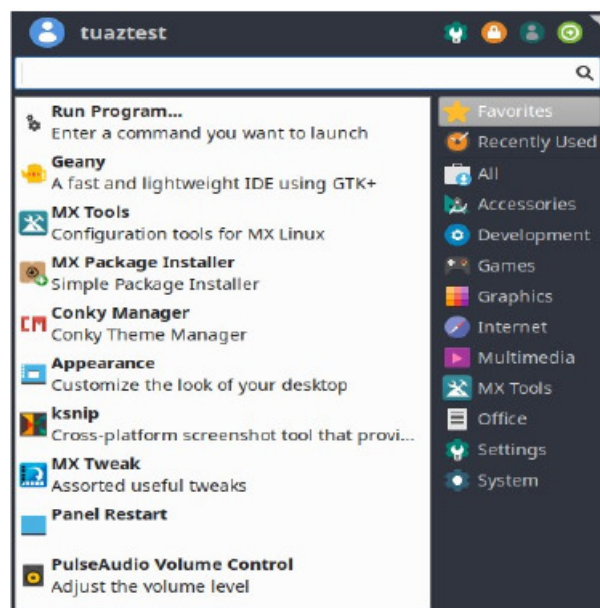 tuaztest
Run Program...
Enter a command you want to launch
Geany
A fast and lightweight IDE using GTK+
MX Tools
Configuration tools for MX Linux
MX Package Installer
Simple Package Installer
Conky Manager
Conky Theme Manager
Appearance
Customize the look of your desktop
ksnip
Cross-platform screenshot tool that provi...
MX Tweak
Assorted useful tweaks
Panel Restart
PulseAudio Volume Control
Adjust the volume level
Favorites
Recently Used
All
Accessories
Development
Games
Graphics
Internet
Multimedia
MX Tools
Office
Settings
System